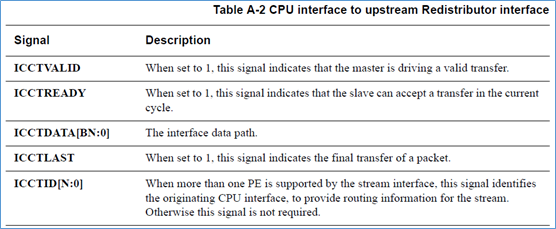 Table A-2 CPU interface to upstream Redistributor interface
Signal Description
ICCTVALID When set to 1, this signal indicates that the master is driving a valid transfer.
ICCTREADY When set to 1, this signal indicates that the slave can accept a transfer in the current
cycle.
ICCTDATA[BN:0] The interface data path.
ICCTLAST When set to 1, this signal indicates the final transfer of a packet.
ICCTID[N:0] When more than one PE is supported by the stream interface, this signal identifies
the originating CPU interface, to provide routing information for the stream.
Otherwise this signal is not required.